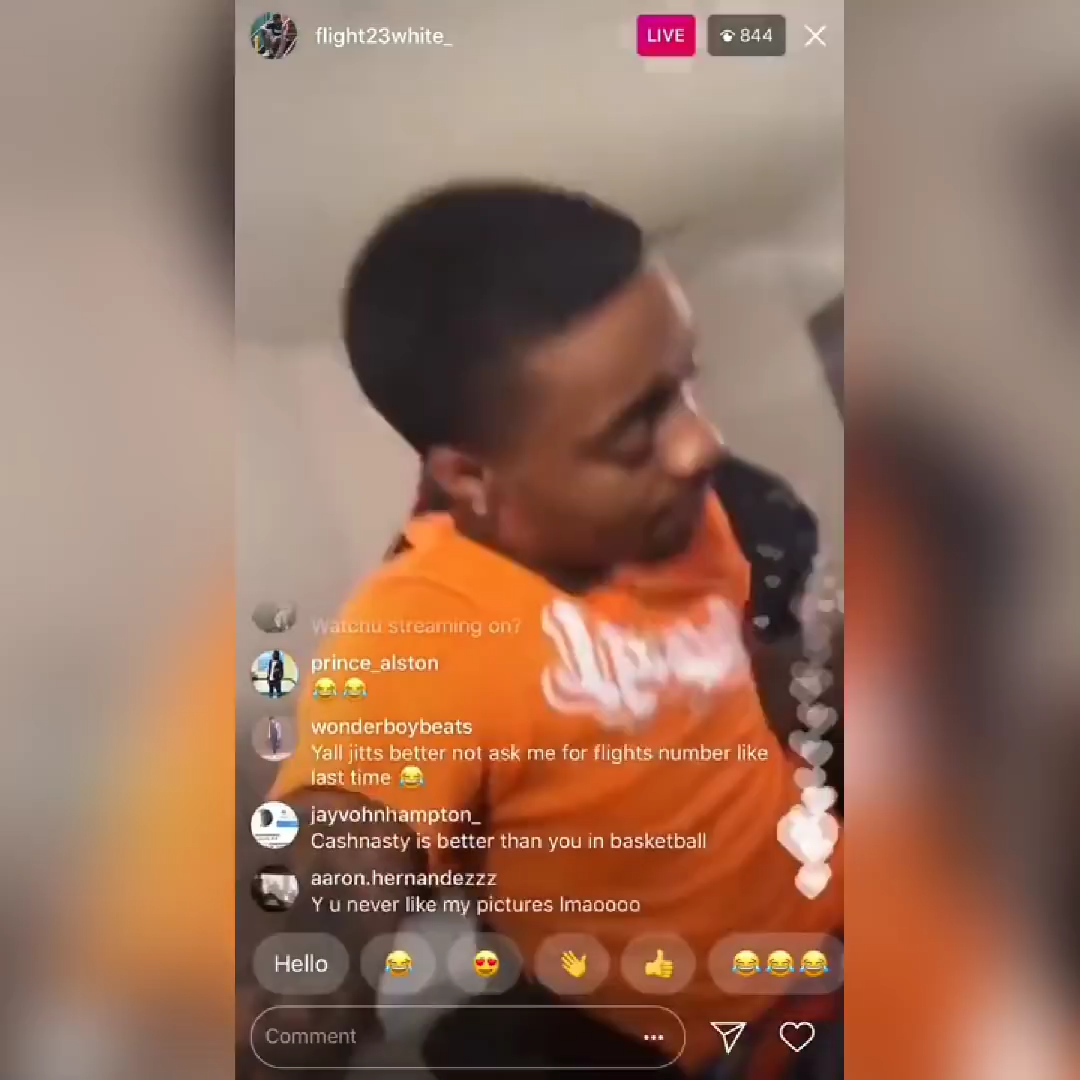 flight23white_
LIVE
844
Watchu streaming on?
prince_alston
😂😂
wonderboybeats
Yall jitts better not ask me for flights number like
last time 😂
jayvohnhampton_
Cashnasty is better than you in basketball
aaron.hernandezzz
Y u never like my pictures lmaoooo
Hello
😂
😍
👋
👍
😂😂😂
Comment